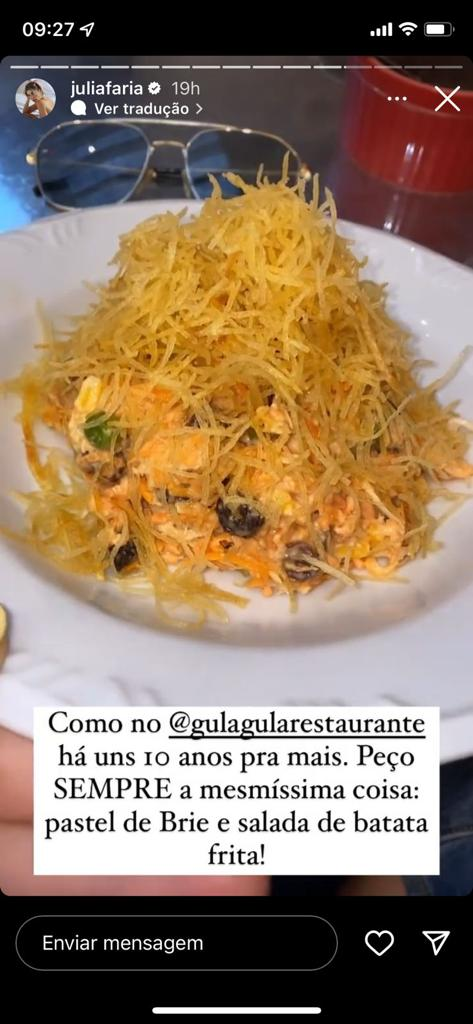 09:27
juliafaria 19h
Ver tradução
Como no @gulagularestaurante
há uns 10 anos pra mais. Peço
SEMPRE a mesmíssima coisa:
pastel de Brie e salada de batata
frita!
Enviar mensagem